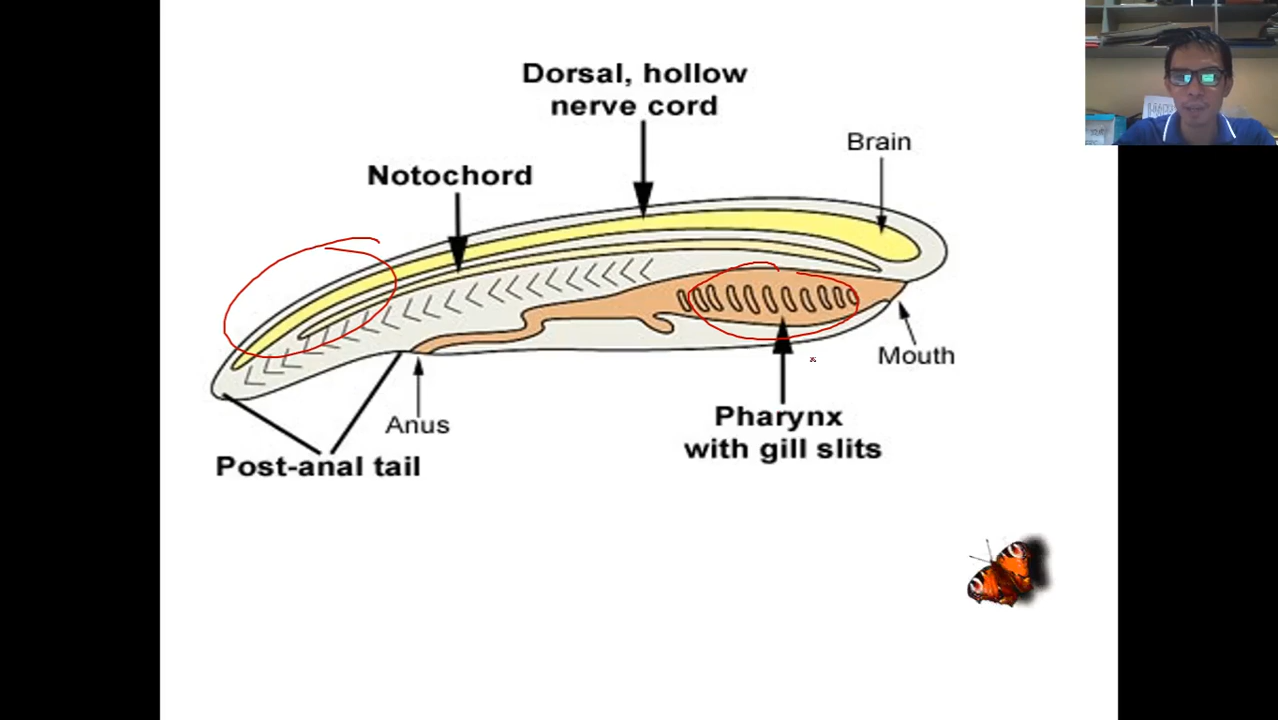 Dorsal, hollow
nerve cord
Brain
Notochord
Mouth
Anus
Pharynx
with gill slits
Post-anal tail